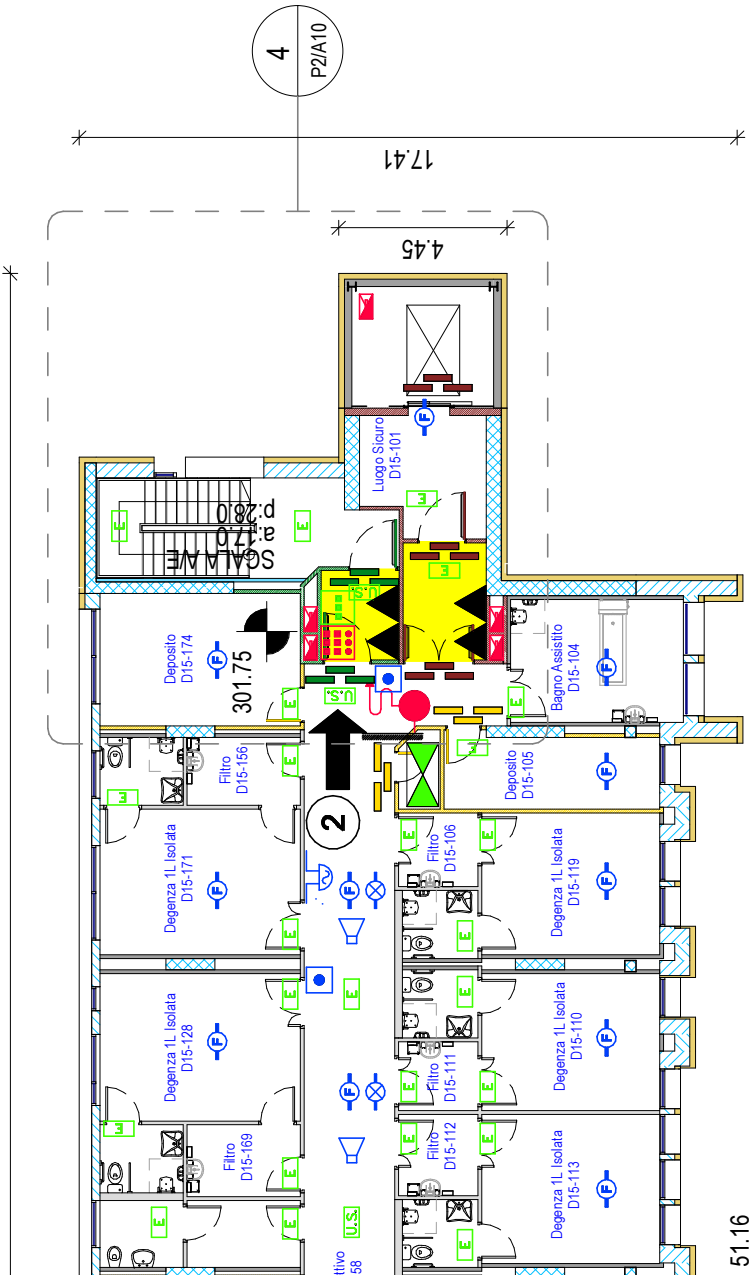 4
P2/A10
17.41
4.45
Luogo Sicuro
D15-101
E
E
E
SCALA A/E
a:17.0
p:28.0
E
U.S.
Deposito
D15-174
301.75
Bagno Assistito
D15-104
E
U.S.
E
E
Filtro
D15-156
E
Deposito
D15-105
2
E
Degenza 1L Isolata
D15-171
E
Filtro
D15-106
E
E
Degenza 1L Isolata
D15-119
E
E
Degenza 1L Isolata
D15-128
E
E
E
Degenza 1L Isolata
D15-110
Filtro
D15-111
E
E
E
Filtro
D15-169
E
Filtro
D15-112
E
E
Degenza 1L Isolata
D15-113
E
E
U.S.
E
ttivo
58
51.16
F
F
F
F
F
F
F
F
F
F
F